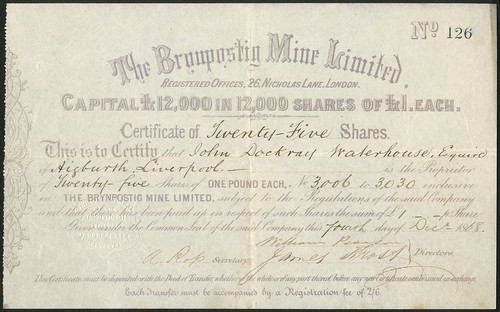 No 126
The Brynpostig Mine Limited,
REGISTERED OFFICES, 26, NICHOLAS LANE, LONDON.
CAPITAL £12,000 IN 12,000 SHARES OF £1. EACH.
Certificate of Twenty-Five Shares.
This is to Certify that John Dockray Waterhouse, Esquire
of Aigburth, Liverpool. is the Proprietor
of Twenty five Shares of ONE POUND EACH, No 3,006 to 3030 inclusive
in THE BRYNPOSTIG MINE LIMITED, subject to the Regulations of the said Company
and that there has been paid up in respect of such Shares the sum of £1 p Share
Given under the Common Seal of the said Company this fourth day of Decr 1868.
William
A. Ross Secretary James Directors.
This Certificate must be deposited with the Deed of Transfer, whether the whole or any part thereof before any new Certificate can be issued in exchange.
Each Transfer must be accompanied by a Registration fee of 2/6.